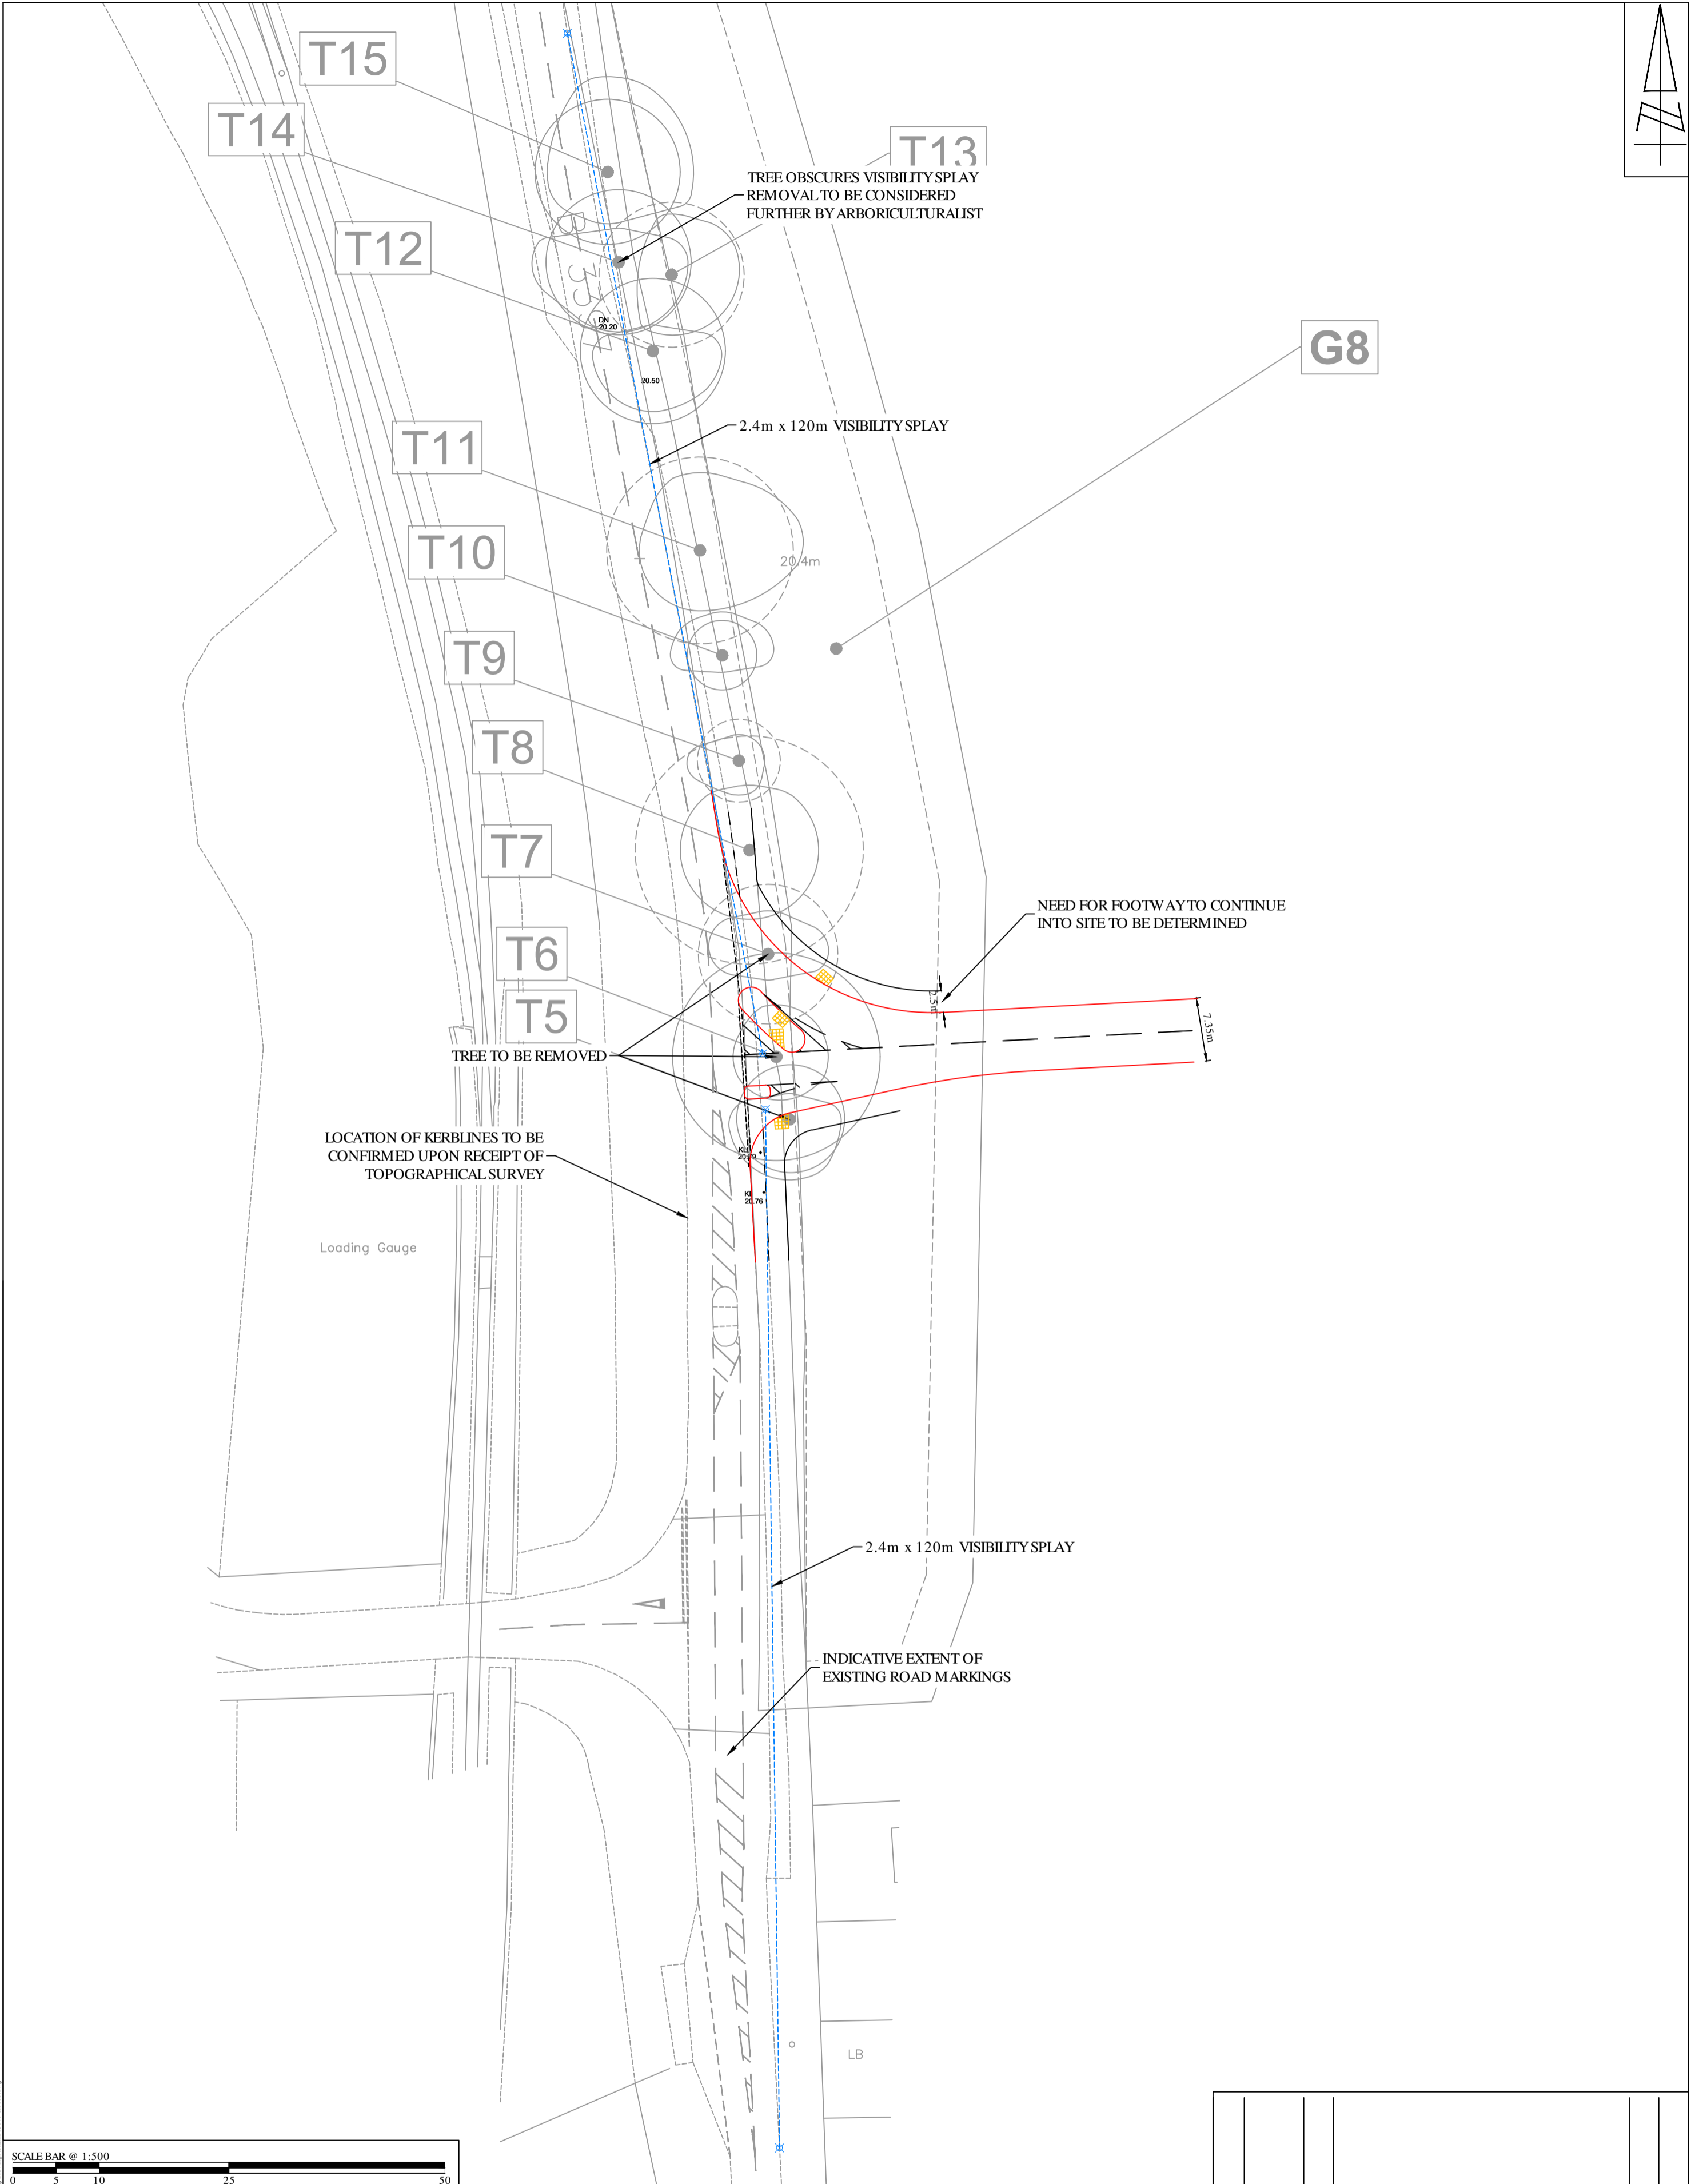 T15
T14
T13
TREE OBSCURES VISIBILITY SPLAY
REMOVAL TO BE CONSIDERED
FURTHER BY ARBORICULTURALIST
N
T12
B
DN
20.20
20.50
G8
2.4m x 120m VISIBILITY SPLAY
T11
T10
20.4m
T9
T8
T7
NEED FOR FOOTWAY TO CONTINUE
INTO SITE TO BE DETERMINED
T6
2.5m
7.35m
T5
TREE TO BE REMOVED
LOCATION OF KERBLINES TO BE
CONFIRMED UPON RECEIPT OF
TOPOGRAPHICAL SURVEY
20.76
Loading Gauge
2.4m x 120m VISIBILITY SPLAY
INDICATIVE EXTENT OF
EXISTING ROAD MARKINGS
LB
SCALE BAR @ 1:500
0 5 10 25 50